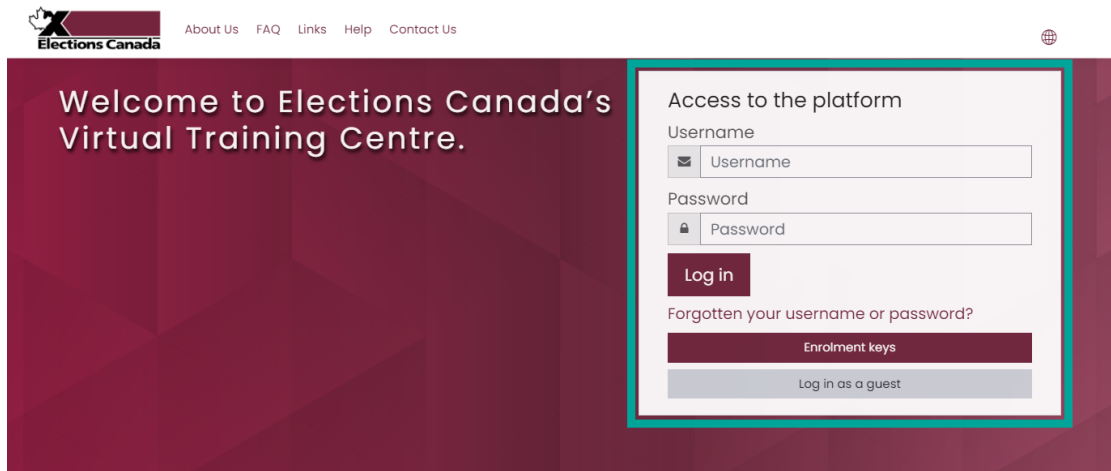 Elections Canada
About Us FAQ Links Help Contact Us
Welcome to Elections Canada's
Virtual Training Centre.
Access to the platform
Username
Username
Password
Password
Log in
Forgotten your username or password?
Enrolment keys
Log in as a guest